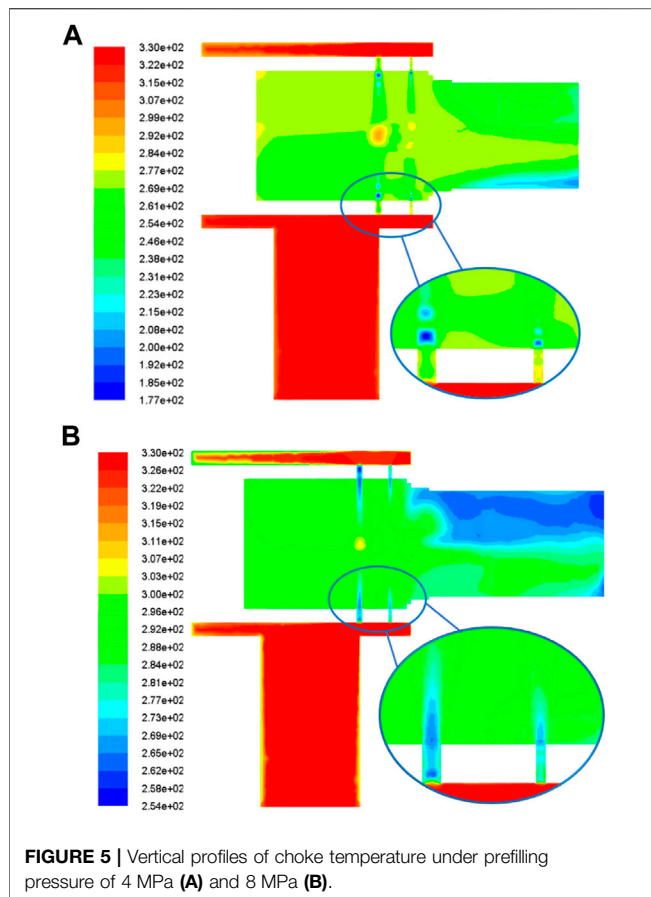 A
3.30e+02
3.22e+02
3.15e+02
3.07e+02
3.00e+02
2.92e+02
2.84e+02
2.77e+02
2.69e+02
2.61e+02
2.54e+02
2.46e+02
2.38e+02
2.31e+02
2.23e+02
2.15e+02
2.08e+02
2.00e+02
1.92e+02
1.85e+02
1.77e+02
B
3.30e+02
3.26e+02
3.22e+02
3.19e+02
3.15e+02
3.11e+02
3.07e+02
3.03e+02
3.00e+02
2.96e+02
2.92e+02
2.88e+02
2.84e+02
2.81e+02
2.77e+02
2.73e+02
2.69e+02
2.65e+02
2.62e+02
2.58e+02
2.54e+02
FIGURE 5 | Vertical profiles of choke temperature under prefilling
pressure of 4 MPa (A) and 8 MPa (B).